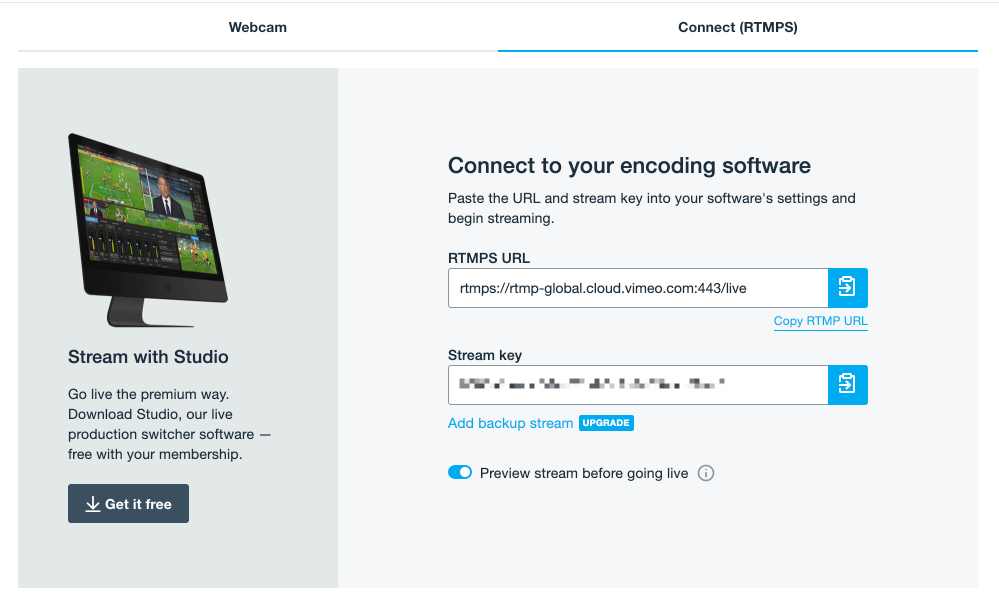 Webcam
Connect (RTMPS)
Connect to your encoding software
Paste the URL and stream key into your software's settings and
begin streaming.
RTMPS URL
rtmps://rtmp-global.cloud.vimeo.com:443/live
Copy RTMP URL
Stream key
Add backup stream UPGRADE
Preview stream before going live
Stream with Studio
Go live the premium way.
Download Studio, our live
production switcher software —
free with your membership.
Get it free